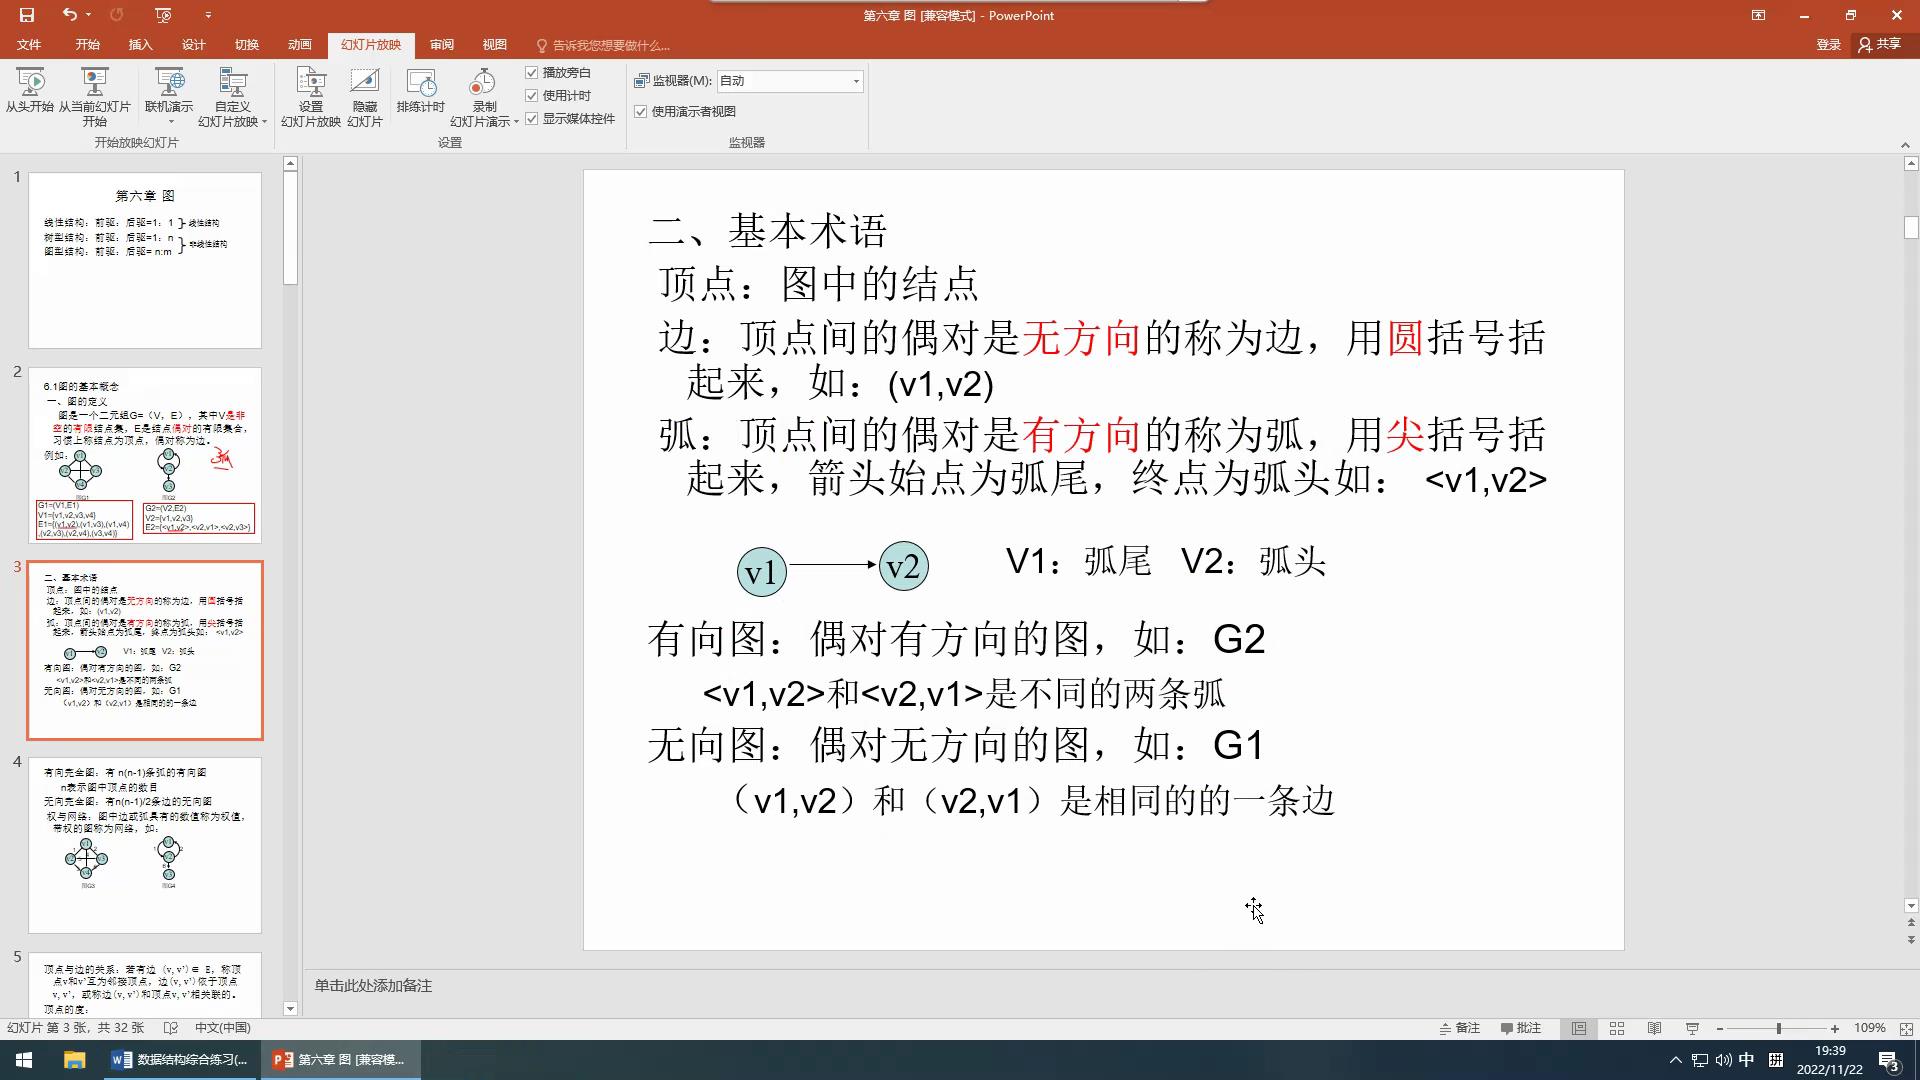 第六章 图 [兼容模式] - PowerPoint
文件 开始 插入 设计 切换 动画 幻灯片放映 审阅 视图 告诉我您想要做什么... 登录 共享
从头开始 从当前幻灯片 开始 联机演示 自定义 幻灯片放映 设置 幻灯片放映 隐藏 幻灯片 排练计时 录制 幻灯片演示
播放旁白
使用计时
显示媒体控件
监视器(M): 自动
使用演示者视图
开始放映幻灯片 设置 监视器
1
第六章 图
线性结构：前驱：后驱=1：1 } 线性结构
树型结构：前驱：后驱=1：n
图型结构：前驱：后驱= n:m } 非线性结构
2
6.1图的基本概念
一、图的定义
图是一个二元组G=（V，E），其中V是非
空的有限结点集，E是结点偶对的有限集合，
习惯上称结点为顶点，偶对称为边。
例如：
v1 v2 v3 v4
图G1
v1 v2 v3
图G2
弧
G1=(V1,E1)
V1={v1,v2,v3,v4}
E1={(v1,v2),(v1,v3),(v1,v4)
,(v2,v3),(v2,v4),(v3,v4)}
G2=(V2,E2)
V2={v1,v2,v3}
E2={<v1,v2>,<v2,v1>,<v2,v3>}
3
二、基本术语
顶点：图中的结点
边：顶点间的偶对是无方向的称为边，用圆括号括
起来，如：(v1,v2)
弧：顶点间的偶对是有方向的称为弧，用尖括号括
起来，箭头始点为弧尾，终点为弧头如： <v1,v2>
v1 v2 V1：弧尾 V2：弧头
有向图：偶对有方向的图，如：G2
<v1,v2>和<v2,v1>是不同的两条弧
无向图：偶对无方向的图，如：G1
（v1,v2）和（v2,v1）是相同的的一条边
4
有向完全图：有 n(n-1)条弧的有向图
n表示图中顶点的数目
无向完全图：有n(n-1)/2条边的无向图
权与网络：图中边或弧具有的数值称为权值，
带权的图称为网络，如：
v1 v2 v3 v4
图G3
v1 v2 v3
图G4
5
顶点与边的关系：若有边（v,v’）∈ E，称顶
点v和v’互为邻接顶点，边(v,v’)依于顶点
v,v’，或称边(v,v’)和顶点v,v’相关联的。
顶点的度：
二、基本术语
顶点：图中的结点
边：顶点间的偶对是无方向的称为边，用圆括号括
起来，如：(v1,v2)
弧：顶点间的偶对是有方向的称为弧，用尖括号括
起来，箭头始点为弧尾，终点为弧头如： <v1,v2>
v1 v2 V1：弧尾 V2：弧头
有向图：偶对有方向的图，如：G2
<v1,v2>和<v2,v1>是不同的两条弧
无向图：偶对无方向的图，如：G1
（v1,v2）和（v2,v1）是相同的的一条边
单击此处添加备注
幻灯片 第 3 张，共 32 张 中文(中国) 备注 批注 109%
数据结构综合练习(... 第六章 图 [兼容模... 中 拼 19:39
2022/11/22 3